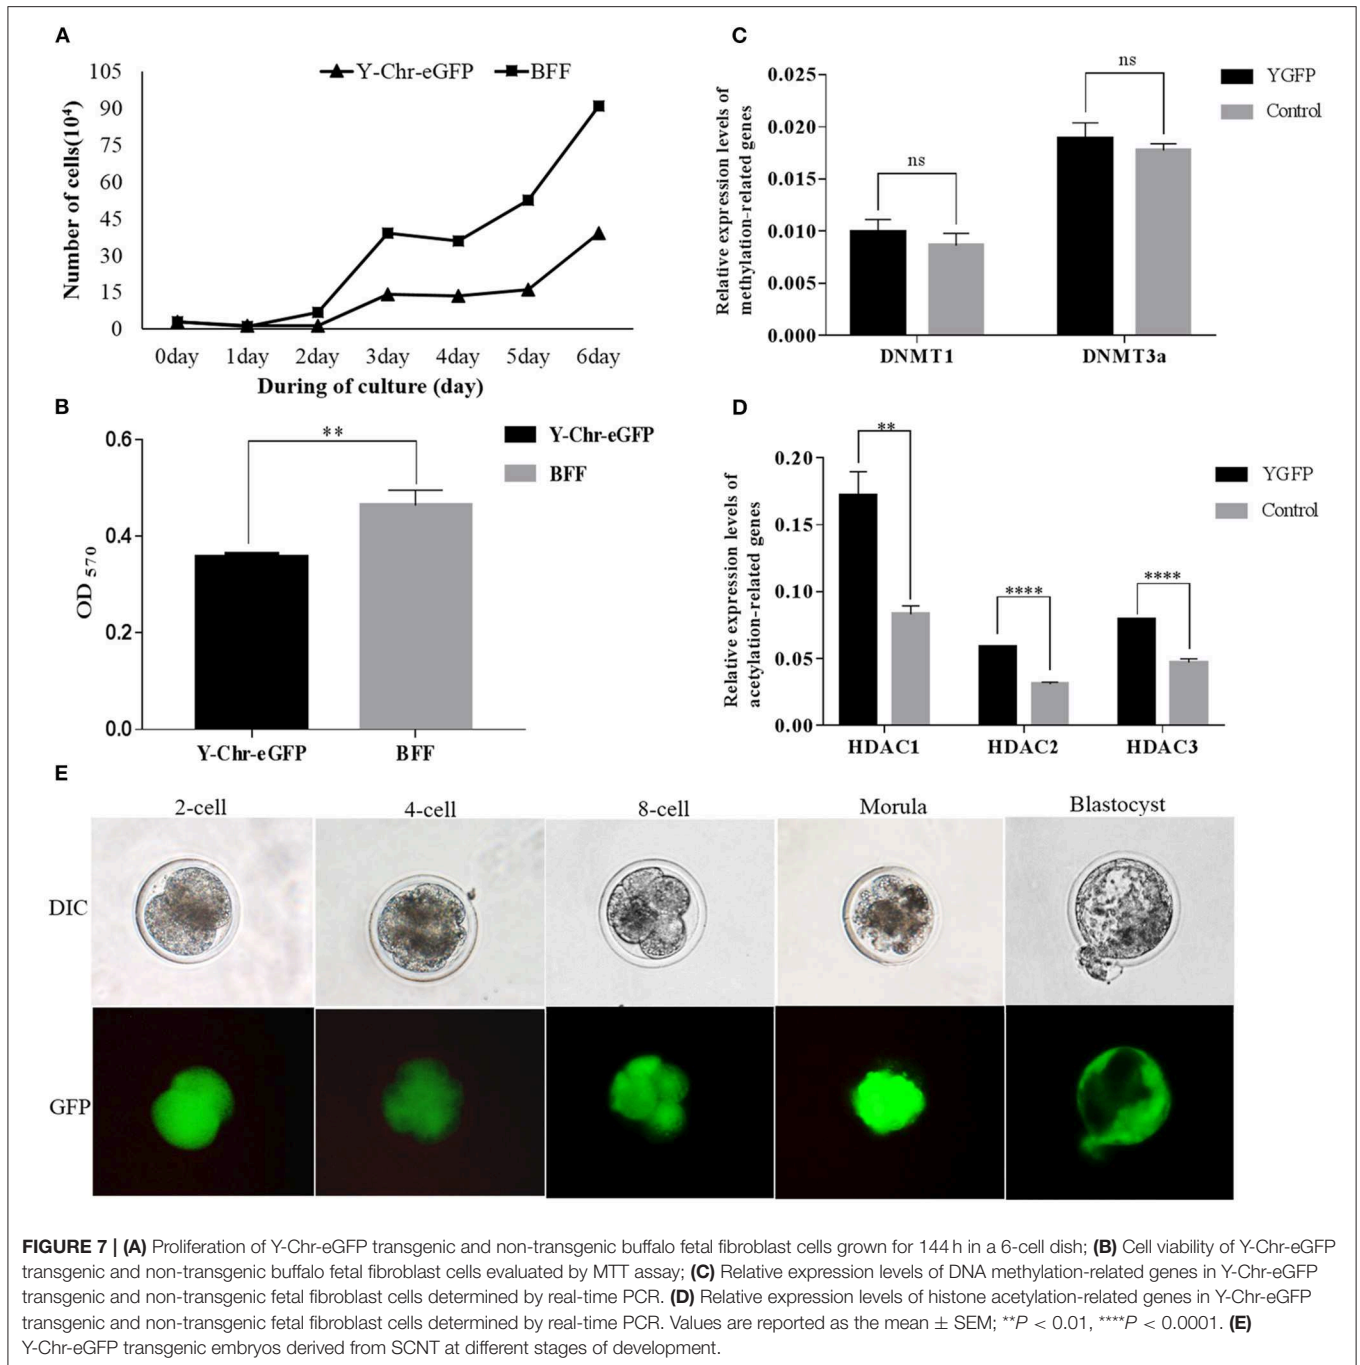 A
Y-Chr-eGFP BFF
Number of cells(10⁴)
105
90
75
60
45
30
15
0
0day 1day 2day 3day 4day 5day 6day
During of culture (day)
B
**
Y-Chr-eGFP
BFF
OD 570
0.6
0.4
0.2
0.0
Y-Chr-eGFP BFF
C
Relative expression levels of
methylation-related genes
0.025
0.020
0.015
0.010
0.005
0.000
ns
ns
YGFP
Control
DNMT1 DNMT3a
D
Relative expression levels of
acetylation-related genes
0.20
0.15
0.10
0.05
0.00
**
****
****
YGFP
Control
HDAC1 HDAC2 HDAC3
E
2-cell 4-cell 8-cell Morula Blastocyst
DIC
GFP
FIGURE 7 | (A) Proliferation of Y-Chr-eGFP transgenic and non-transgenic buffalo fetal fibroblast cells grown for 144 h in a 6-cell dish; (B) Cell viability of Y-Chr-eGFP
transgenic and non-transgenic buffalo fetal fibroblast cells evaluated by MTT assay; (C) Relative expression levels of DNA methylation-related genes in Y-Chr-eGFP
transgenic and non-transgenic fetal fibroblast cells determined by real-time PCR. (D) Relative expression levels of histone acetylation-related genes in Y-Chr-eGFP
transgenic and non-transgenic fetal fibroblast cells determined by real-time PCR. Values are reported as the mean ± SEM; **P < 0.01, ****P < 0.0001. (E)
Y-Chr-eGFP transgenic embryos derived from SCNT at different stages of development.